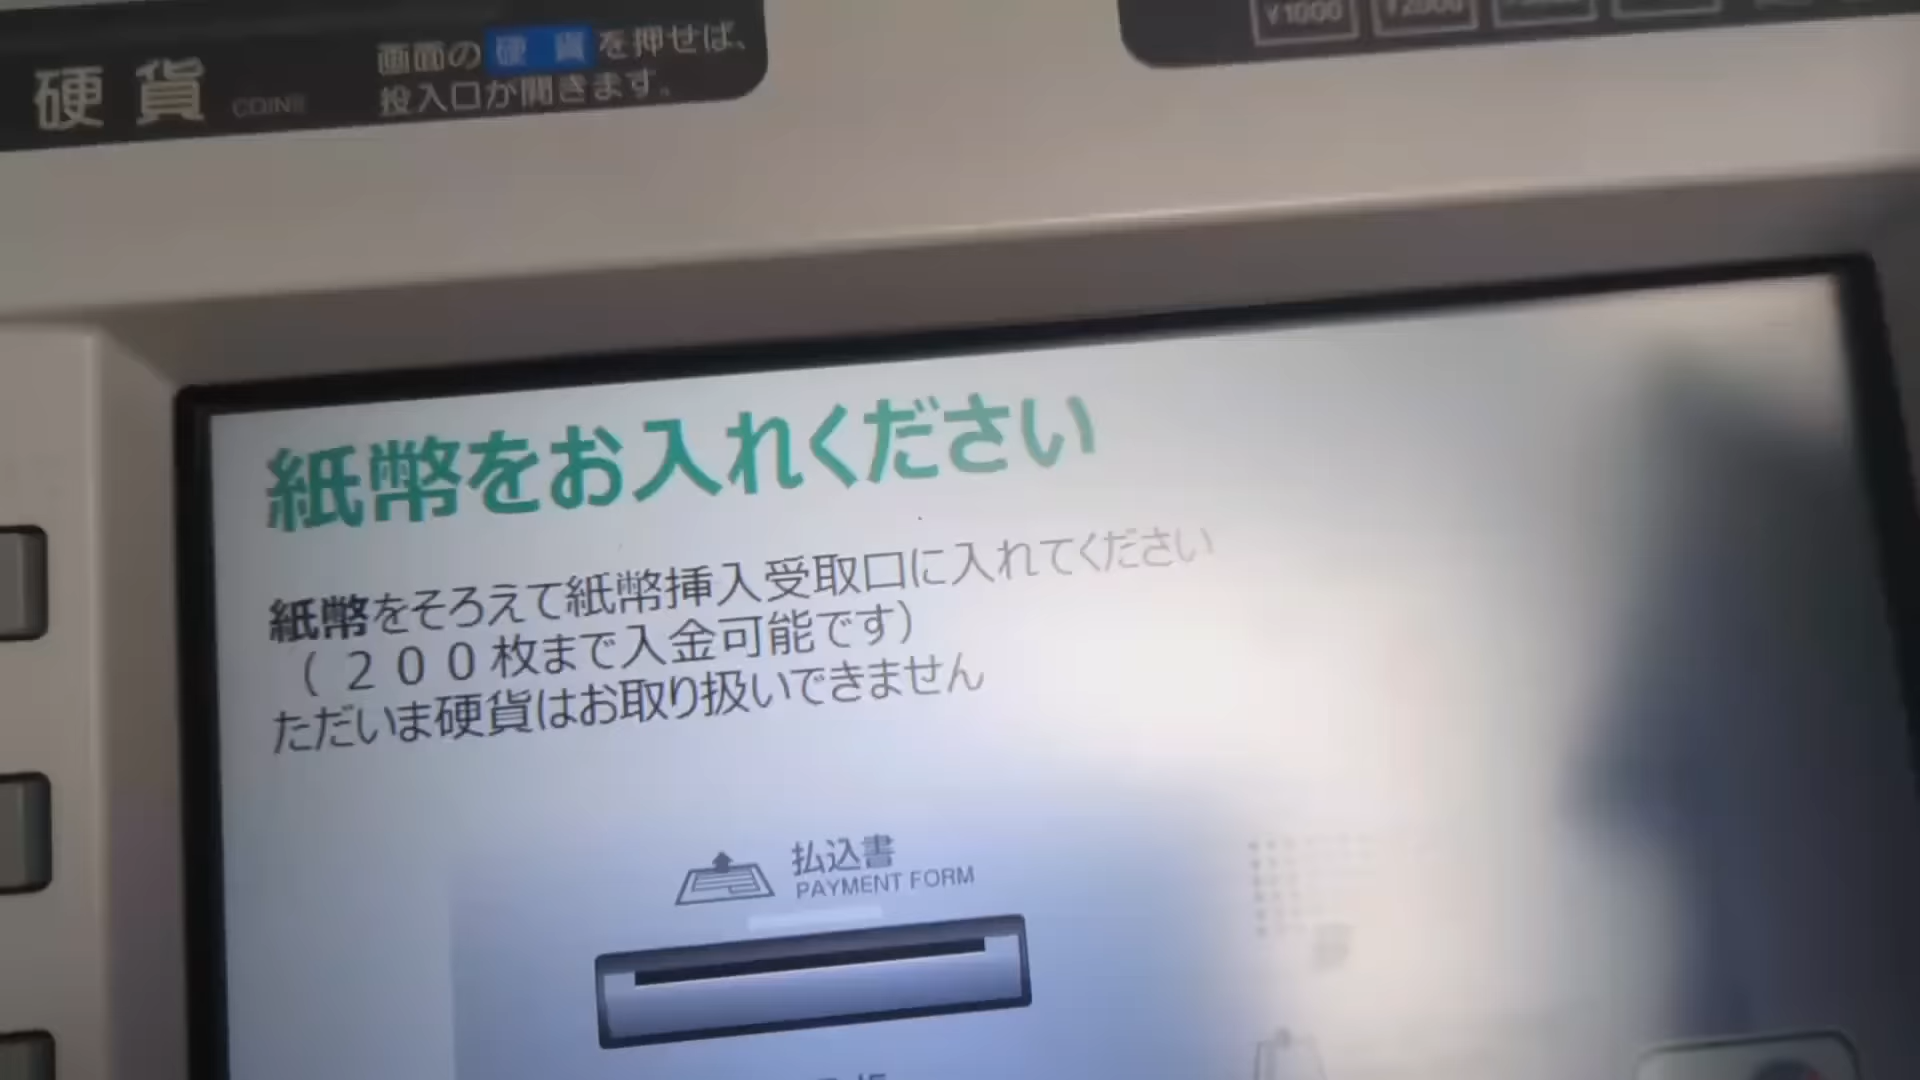 硬貨 COINS
画面の 硬 貨 を押せば、
投入口が開きます。
¥1000 ¥2000
紙幣をお入れください
紙幣をそろえて紙幣挿入受取口に入れてください
(200枚まで入金可能です)
ただいま硬貨はお取り扱いできません
払込書
PAYMENT FORM